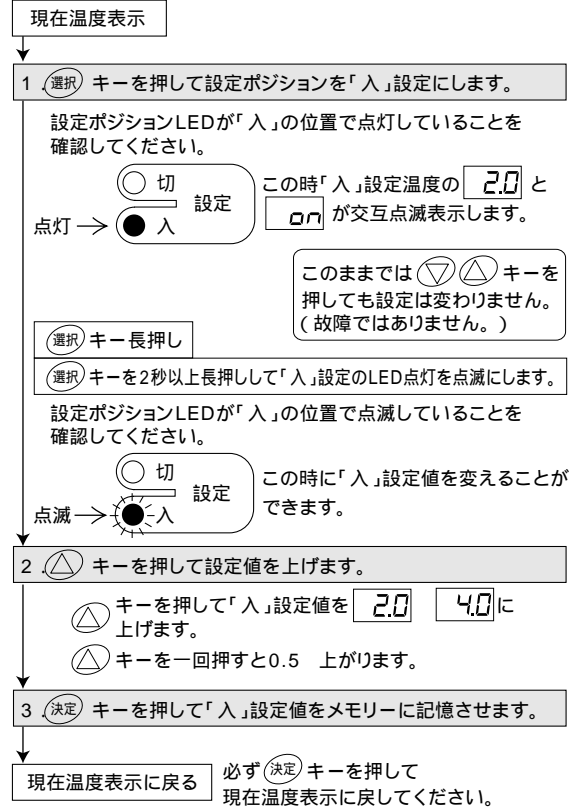 現在温度表示
1.選択 キーを押して設定ポジションを「入」設定にします。
設定ポジションLEDが「入」の位置で点灯していることを
確認してください。
切
設定
点灯
入
この時「入」設定温度の 2.0 と
on が交互点滅表示します。
このままでは▽△キーを
押しても設定は変わりません。
(故障ではありません。)
選択キー長押し
選択キーを2秒以上長押しして「入」設定のLED点灯を点滅にします。
設定ポジションLEDが「入」の位置で点滅していることを
確認してください。
切
設定
点滅
入
この時に「入」設定値を変えることが
できます。
2.△ キーを押して設定値を上げます。
△キーを押して「入」設定値を 2.0 4.0に
上げます。
△キーを一回押すと0.5 上がります。
3.決定 キーを押して「入」設定値をメモリーに記憶させます。
現在温度表示に戻る
必ず決定キーを押して
現在温度表示に戻してください。